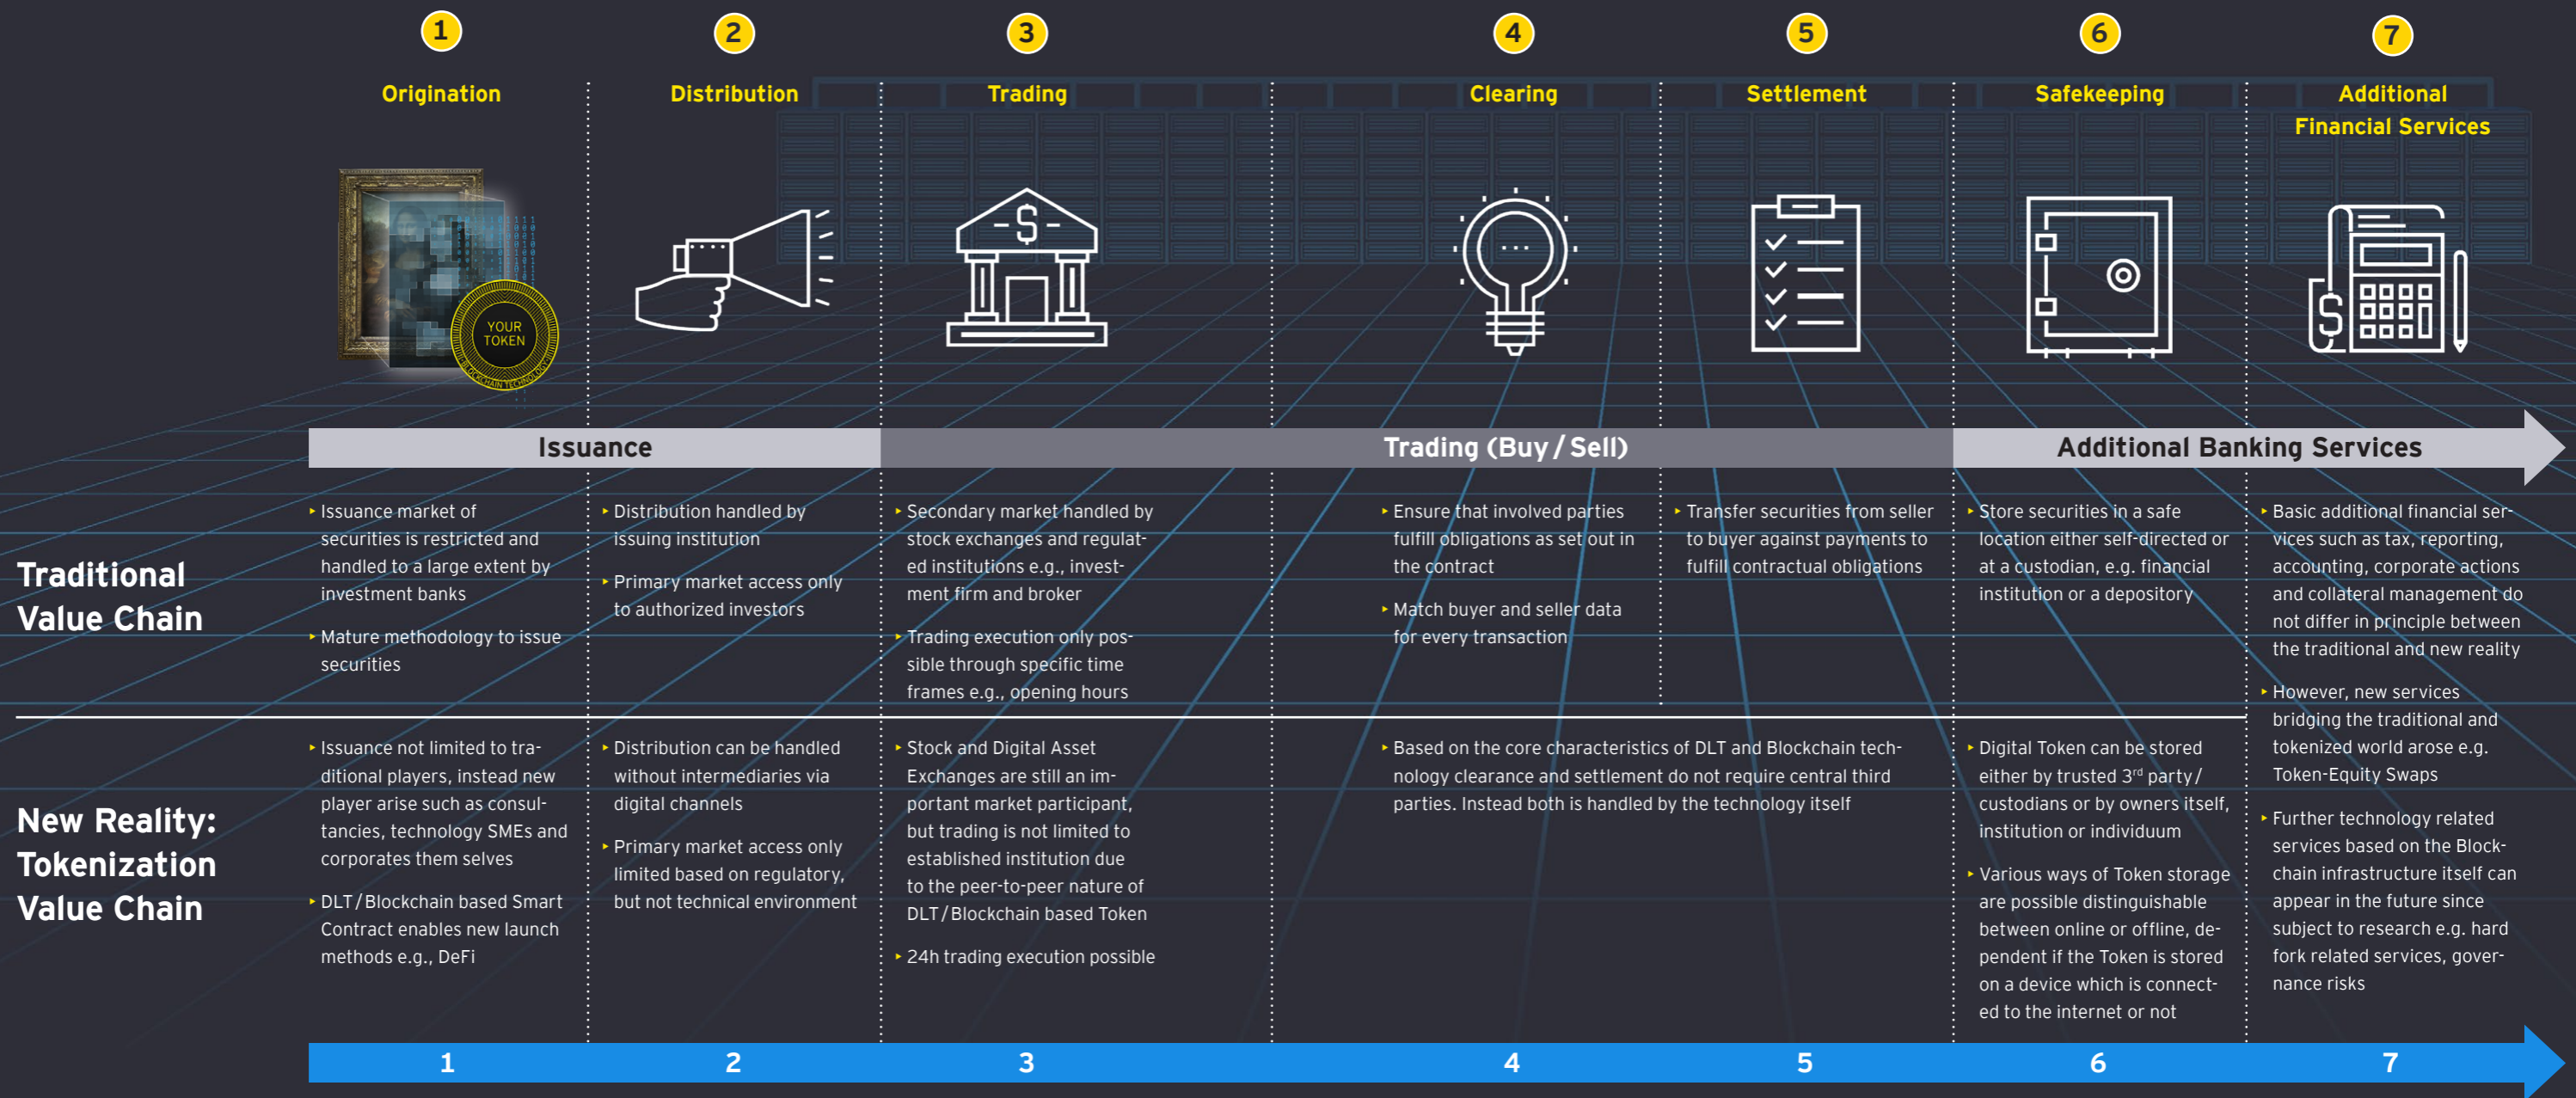 1
2
3
4
5
6
7
Origination
Distribution
Trading
Clearing
Settlement
Safekeeping
Additional
Financial Services
YOUR
TOKEN
BLOCKCHAIN TECHNOLOGY
Issuance
Trading (Buy / Sell)
Additional Banking Services
Traditional
Value Chain
‣ Issuance market of
securities is restricted and
handled to a large extent by
investment banks
‣ Mature methodology to issue
securities
‣ Distribution handled by
issuing institution
‣ Primary market access only
to authorized investors
‣ Secondary market handled by
stock exchanges and regulat-
ed institutions e.g., invest-
ment firm and broker
‣ Trading execution only pos-
sible through specific time
frames e.g., opening hours
‣ Ensure that involved parties
fulfill obligations as set out in
the contract
‣ Match buyer and seller data
for every transaction
‣ Transfer securities from seller
to buyer against payments to
fulfill contractual obligations
‣ Store securities in a safe
location either self-directed or
at a custodian, e.g. financial
institution or a depository
‣ Basic additional financial ser-
vices such as tax, reporting,
accounting, corporate actions
and collateral management do
not differ in principle between
the traditional and new reality
‣ However, new services
bridging the traditional and
tokenized world arose e.g.
Token-Equity Swaps
‣ Further technology related
services based on the Block-
chain infrastructure itself can
appear in the future since
subject to research e.g. hard
fork related services, gover-
nance risks
New Reality:
Tokenization
Value Chain
‣ Issuance not limited to tra-
ditional players, instead new
player arise such as consul-
tancies, technology SMEs and
corporates them selves
‣ DLT / Blockchain based Smart
Contract enables new launch
methods e.g., DeFi
‣ Distribution can be handled
without intermediaries via
digital channels
‣ Primary market access only
limited based on regulatory,
but not technical environment
‣ Stock and Digital Asset
Exchanges are still an im-
portant market participant,
but trading is not limited to
established institution due
to the peer-to-peer nature of
DLT / Blockchain based Token
‣ 24h trading execution possible
‣ Based on the core characteristics of DLT and Blockchain tech-
nology clearance and settlement do not require central third
parties. Instead both is handled by the technology itself
‣ Digital Token can be stored
either by trusted 3rd party /
custodians or by owners itself,
institution or individuum
‣ Various ways of Token storage
are possible distinguishable
between online or offline, de-
pendent if the Token is stored
on a device which is connect-
ed to the internet or not
1
2
3
4
5
6
7